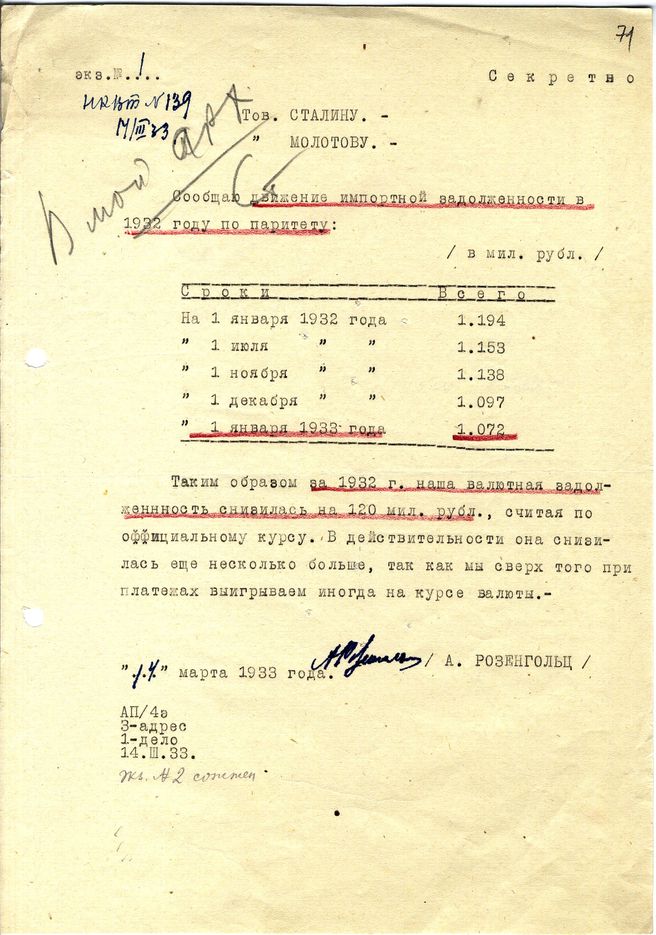 71
экз.№.1...
Секретно
НКВТ №139
Тов. СТАЛИНУ. -
" МОЛОТОВУ. -
В мой арх
Сообщаю движение импортной задолженности в
1932 году по паритету:
/ в мил. рубл. /
Сроки Всего
На 1 января 1932 года 1.194
" 1 июля " " 1.153
" 1 ноября " " 1.138
" 1 декабря " " 1.097
" 1 января 1933 года 1.072
Таким образом за 1932 г. наша валютная задол-
женнность снизилась на 120 мил. рубл., считая по
оффициальному курсу. В действительности она снизи-
лась еще несколько больше, так как мы сверх того при
платежах выигрываем иногда на курсе валюты.-
"14" марта 1933 года. / А. РОЗЕНГОЛЬЦ /
АП/4э
3-адрес
1-дело
14.III.33.
экз. №2 сожжен